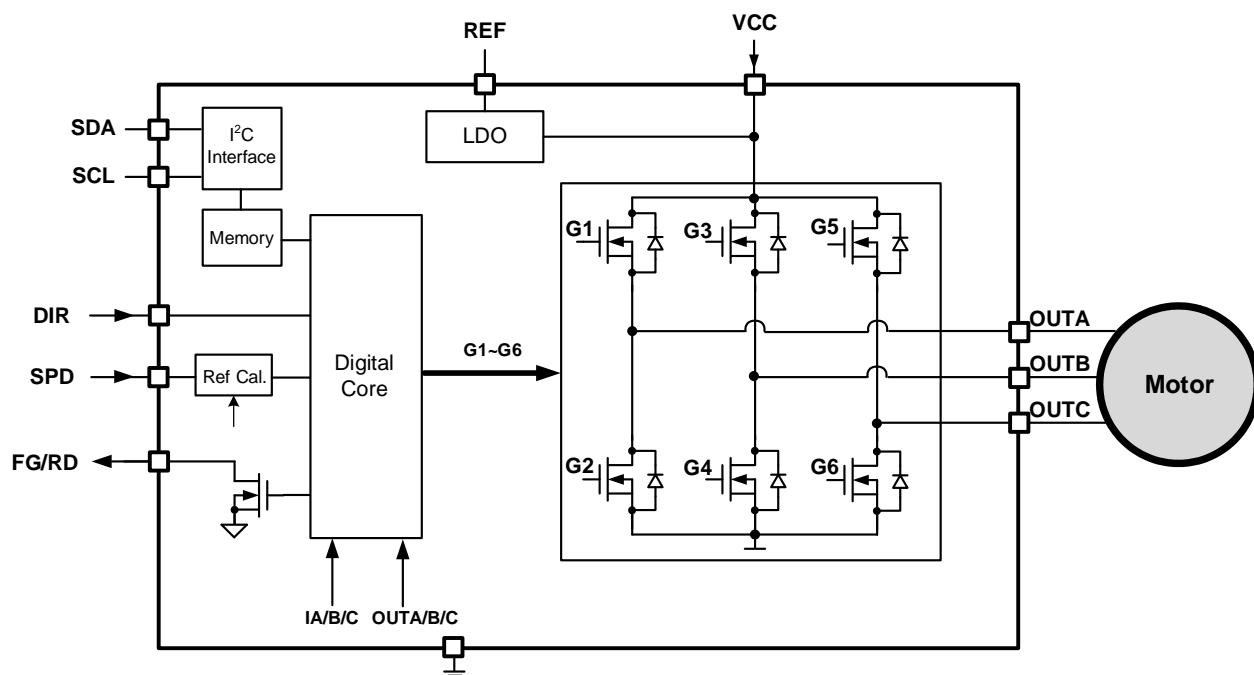 REF
VCC
SDA
SCL
I²C
Interface
LDO
Memory
G1
G3
G5
DIR
SPD
Ref Cal.
Digital
Core
G1~G6
OUTA
OUTB
OUTC
Motor
FG/RD
G2
G4
G6
IA/B/C
OUTA/B/C